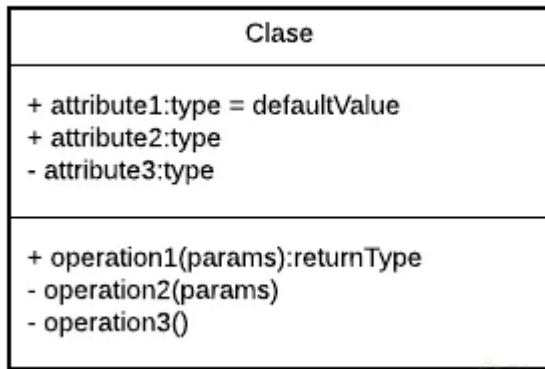 Clase
+ attribute1:type = defaultValue
+ attribute2:type
- attribute3:type
+ operation1(params):returnType
- operation2(params)
- operation3()